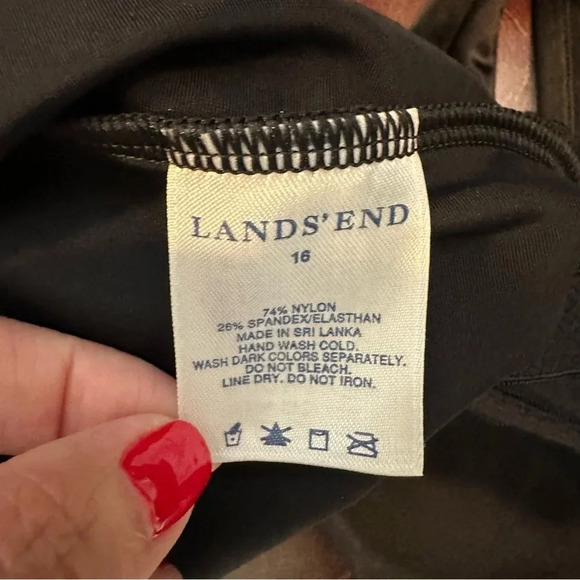 LANDS' END
16
74% NYLON
26% SPANDEX/ELASTHAN
MADE IN SRI LANKA
HAND WASH COLD.
WASH DARK COLORS SEPARATELY.
DO NOT BLEACH.
LINE DRY. DO NOT IRON.